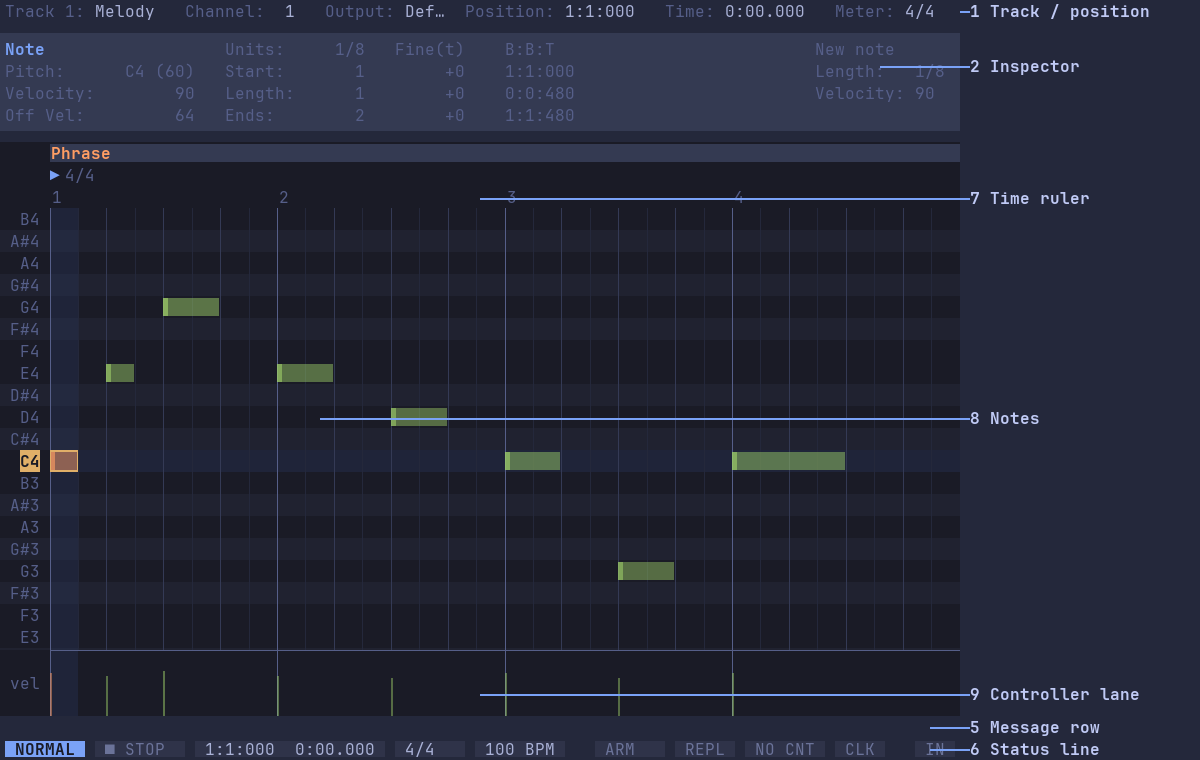 Track 1: Melody Channel: 1 Output: Def… Position: 1:1:000 Time: 0:00.000 Meter: 4/4 1 Track / position
Note Units: 1/8 Fine(t) B:B:T New note
Pitch: C4 (60) Start: 1 +0 1:1:000 Length: 1/8 2 Inspector
Velocity: 90 Length: 1 +0 0:0:480 Velocity: 90
Off Vel: 64 Ends: 2 +0 1:1:480
Phrase
4/4
1 2 3 4 7 Time ruler
B4
A#4
A4
G#4
G4
F#4
F4
E4
D#4
D4 8 Notes
C#4
C4
B3
A#3
A3
G#3
G3
F#3
F3
E3
vel 9 Controller lane
5 Message row
NORMAL STOP 1:1:000 0:00.000 4/4 100 BPM ARM REPL NO CNT CLK IN 6 Status line